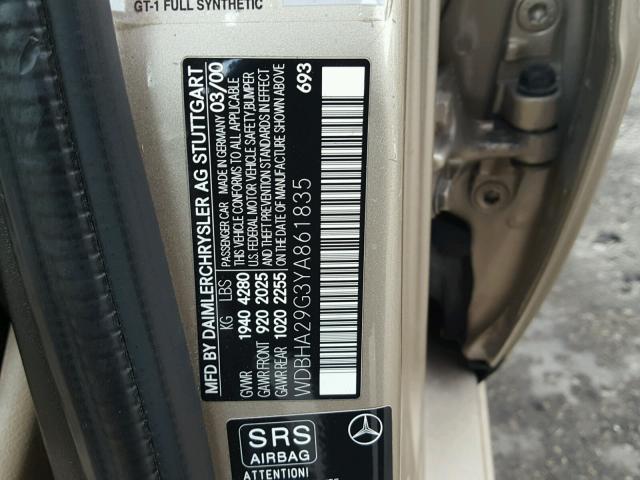 GT-1 FULL SYNTHETIC
MFD BY DAIMLERCHRYSLER AG STUTTGART
PASSENGER CAR MADE IN GERMANY 03/00
KG LBS THIS VEHICLE CONFORMS TO ALL APPLICABLE
GVWR 1940 4280 U.S. FEDERAL MOTOR VEHICLE SAFETY BUMPER
GAWR FRONT 920 2025 AND THEFT PREVENTION STANDARDS IN EFFECT
GAWR REAR 1020 2255 ON THE DATE OF MANUFACTURE SHOWN ABOVE
693
WDBHA29G3YA861835
SRS
AIRBAG
ATTENTION!